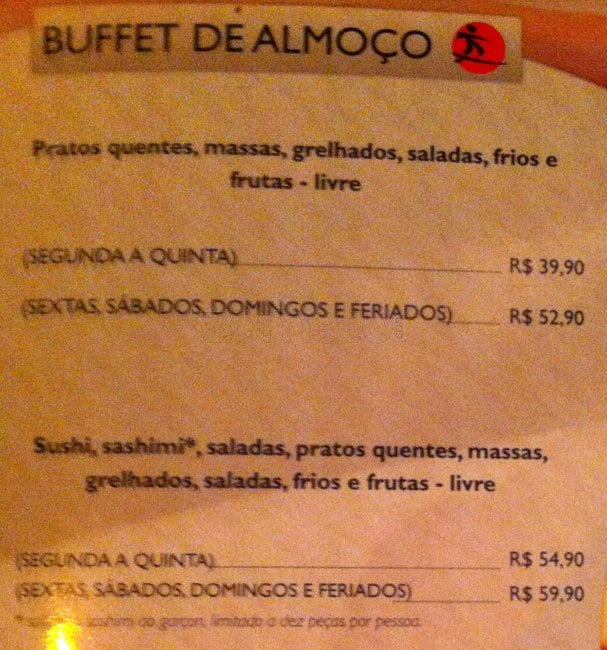 BUFFET DE ALMOÇO
Pratos quentes, massas, grelhados, saladas, frios e
frutas - livre
(SEGUNDA A QUINTA) R$ 39,90
(SEXTAS, SÁBADOS, DOMINGOS E FERIADOS) R$ 52,90
Sushi, sashimi*, saladas, pratos quentes, massas,
grelhados, saladas, frios e frutas - livre
(SEGUNDA A QUINTA) R$ 54,90
(SEXTAS, SÁBADOS, DOMINGOS E FERIADOS) R$ 59,90
* sashimi ao garçon, limitado a dez peças por pessoa.